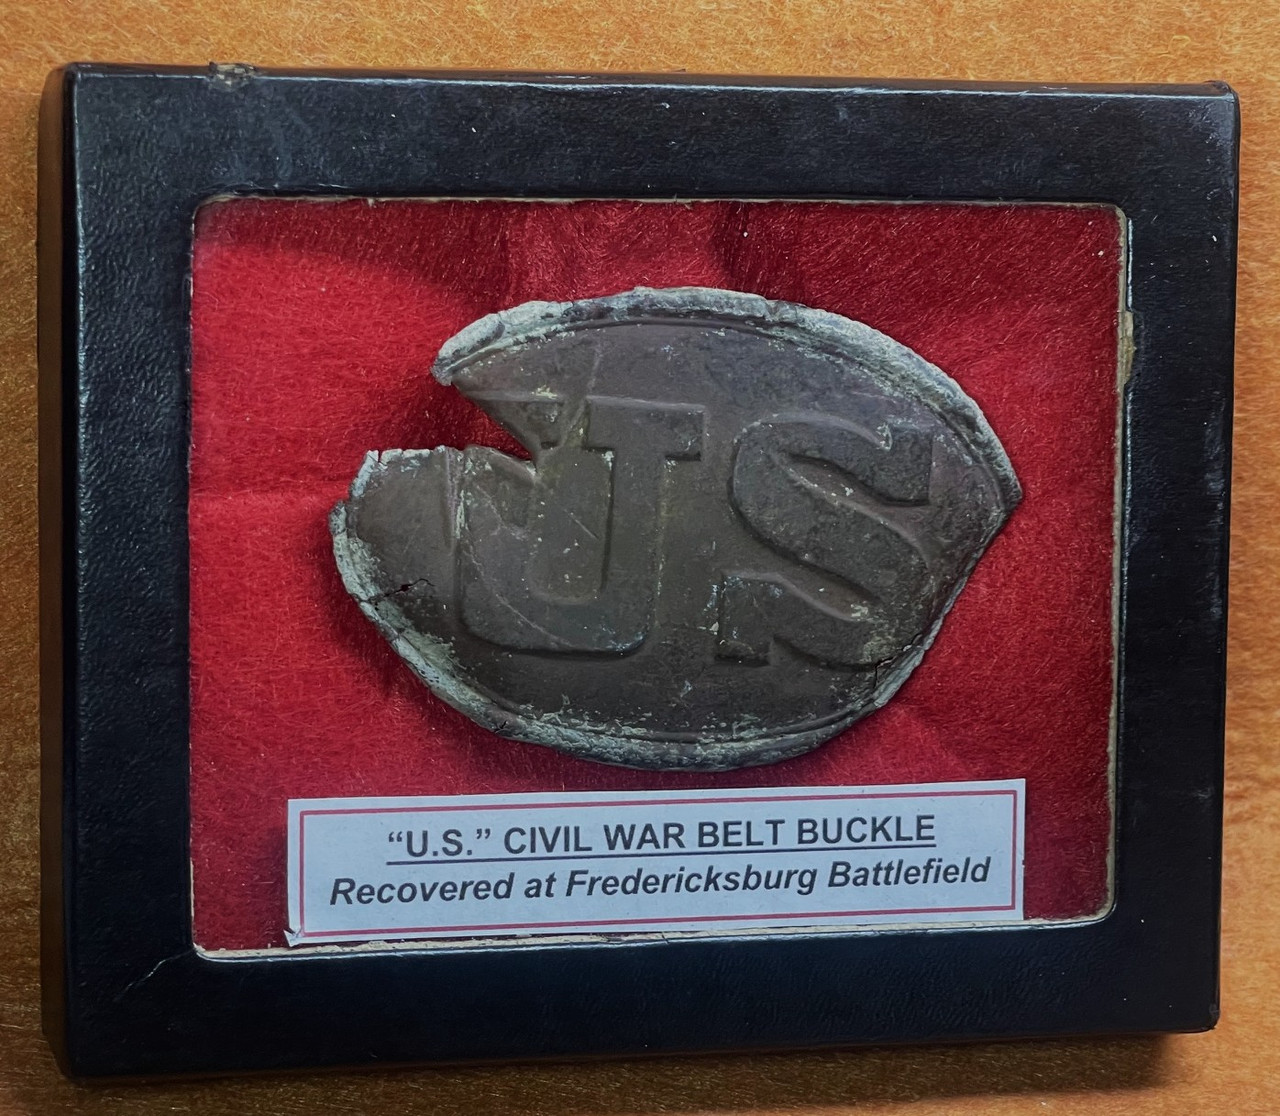 US
“U.S.” CIVIL WAR BELT BUCKLE
Recovered at Fredericksburg Battlefield